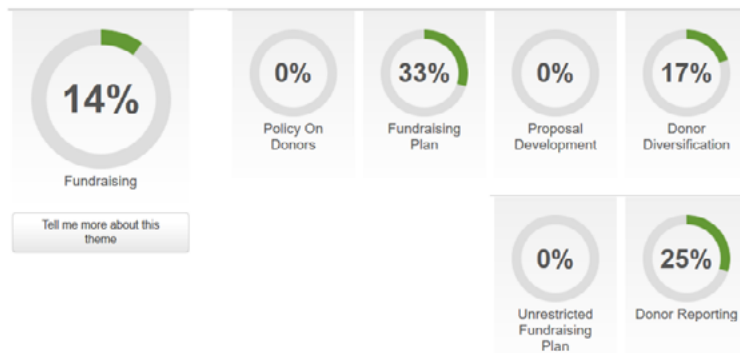 14%
Fundraising
Tell me more about this
theme
0%
Policy On
Donors
33%
Fundraising
Plan
0%
Proposal
Development
17%
Donor
Diversification
0%
Unrestricted
Fundraising
Plan
25%
Donor Reporting